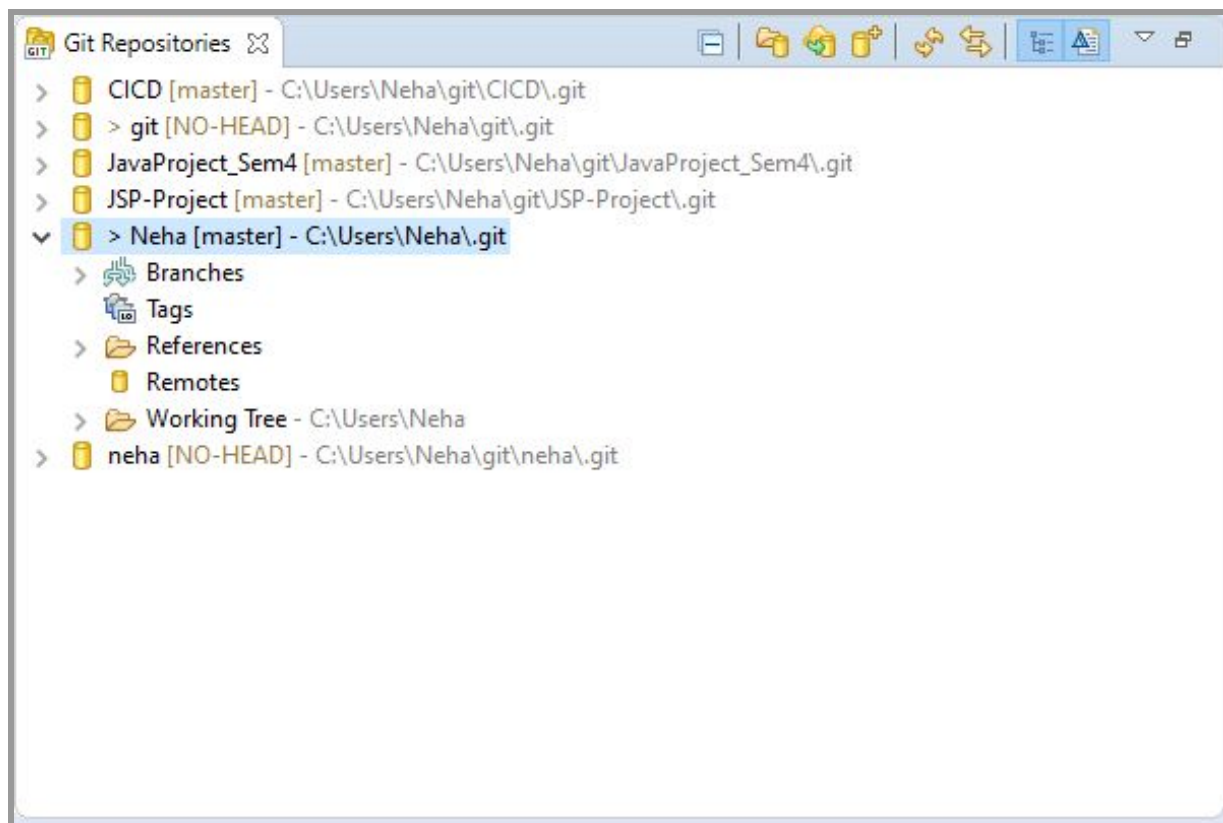 GIT Git Repositories
CICD [master] - C:\Users\Neha\git\CICD\.git
> git [NO-HEAD] - C:\Users\Neha\git\.git
JavaProject_Sem4 [master] - C:\Users\Neha\git\JavaProject_Sem4\.git
JSP-Project [master] - C:\Users\Neha\git\JSP-Project\.git
> Neha [master] - C:\Users\Neha\.git
Branches
Tags
References
Remotes
Working Tree - C:\Users\Neha
neha [NO-HEAD] - C:\Users\Neha\git\neha\.git